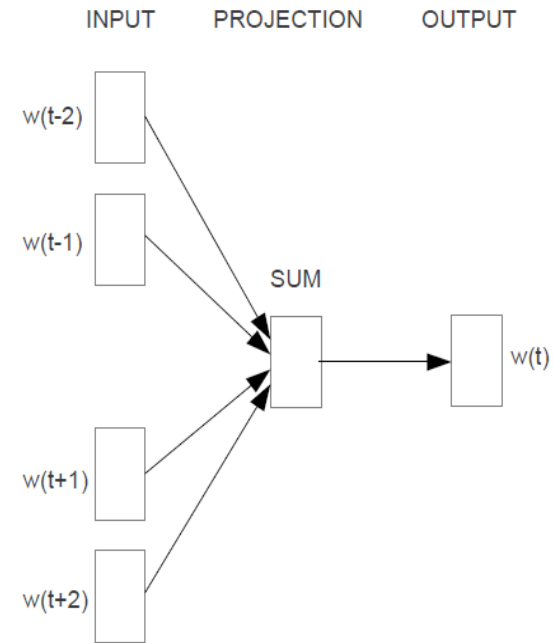 INPUT PROJECTION OUTPUT
w(t-2)
w(t-1)
SUM
w(t)
w(t+1)
w(t+2)